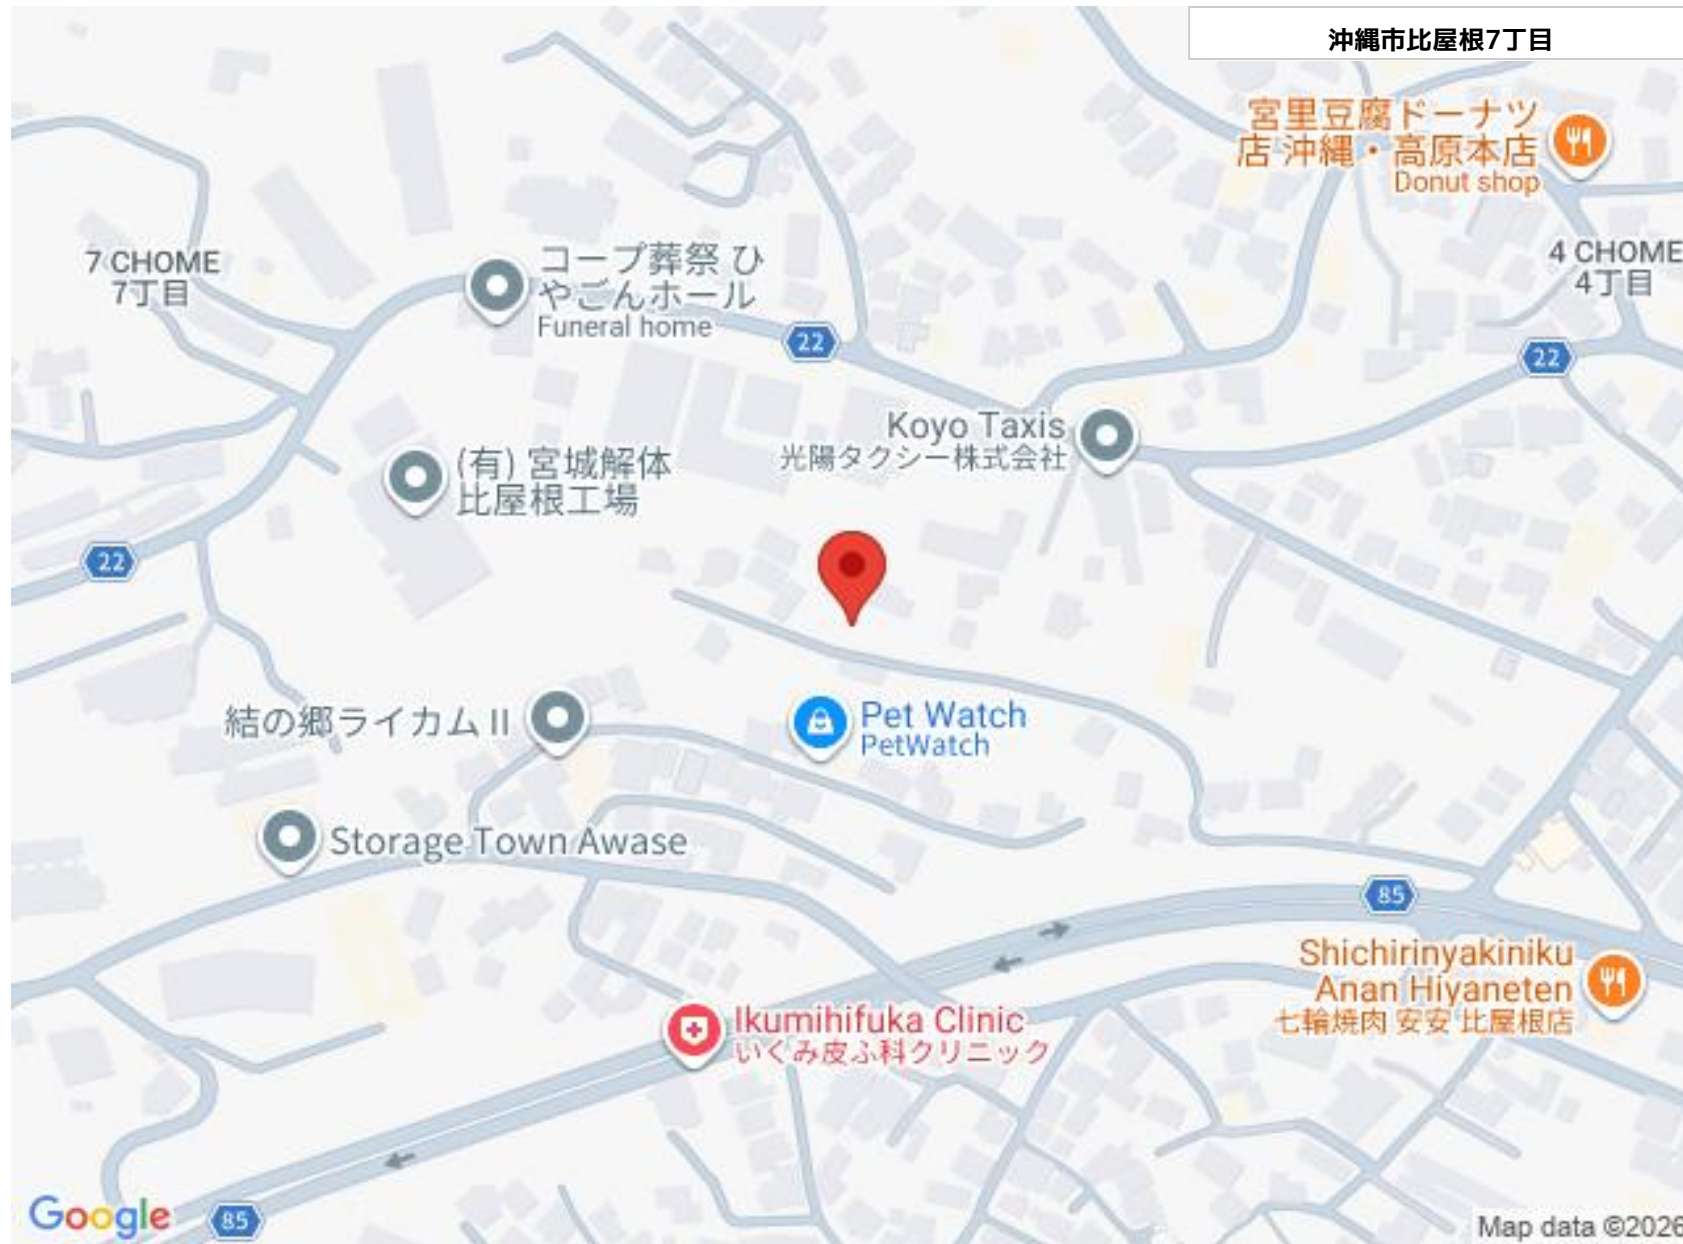 沖縄市比屋根7丁目
宮里豆腐ドーナツ
店 沖縄・高原本店
Donut shop
7 CHOME
7丁目
コープ葬祭 ひ
やごんホール
Funeral home
4 CHOME
4丁目
22
22
Koyo Taxis
光陽タクシー株式会社
(有) 宮城解体
比屋根工場
22
結の郷ライカム II
Pet Watch
PetWatch
Storage Town Awase
85
Shichirinyakiniku
Anan Hiyaneten
七輪焼肉 安安 比屋根店
Ikumihifuka Clinic
いくみ皮ふ科クリニック
Google
85
Map data ©2026